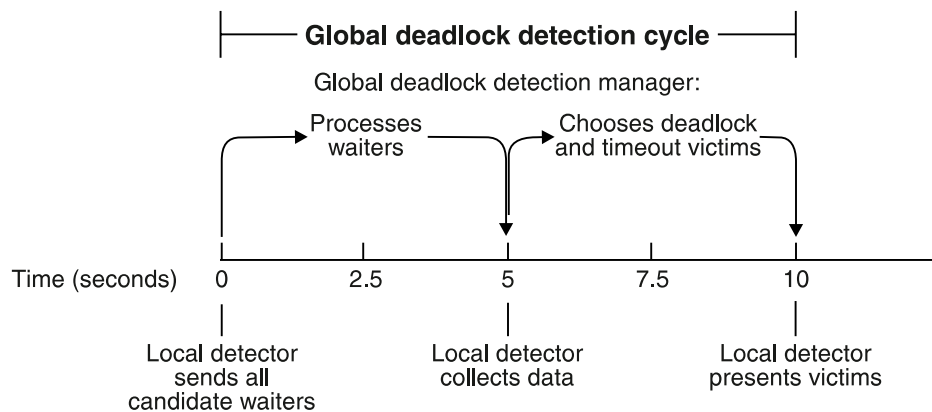 Global deadlock detection cycle
Global deadlock detection manager:
Processes
waiters
Chooses deadlock
and timeout victims
Time (seconds)
0
2.5
5
7.5
10
Local detector
sends all
candidate waiters
Local detector
collects data
Local detector
presents victims